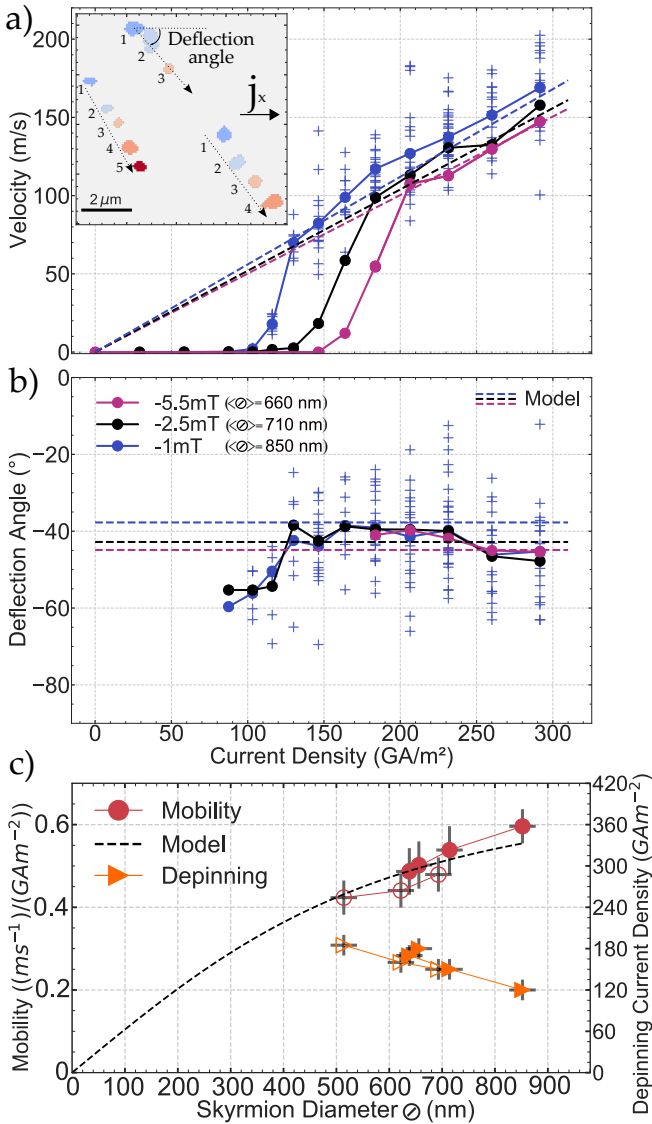 a)
200
150
100
50
0
Velocity (m/s)
1
2
3
Deflection
angle
1
2
3
4
5
1
2
3
4
jₓ
2 μm
b)
0
−20
−40
−60
−80
Deflection Angle (°)
-5.5mT (<⊘>= 660 nm)
-2.5mT (<⊘>= 710 nm)
-1mT (<⊘>= 850 nm)
Model
0 50 100 150 200 250 300
Current Density (GA/m²)
c)
0.6
0.4
0.2
0
Mobility ((ms⁻¹)/(GAm⁻²))
Mobility
Model
Depinning
420
360
300
240
180
120
60
0
Depinning Current Density (GAm⁻²)
0 100 200 300 400 500 600 700 800 900
Skyrmion Diameter ⊘ (nm)